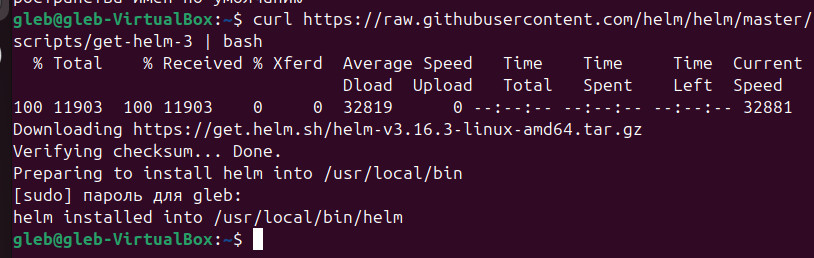 ространства имен по умолчанию
gleb@gleb-VirtualBox:~$ curl https://raw.githubusercontent.com/helm/helm/master/
scripts/get-helm-3 | bash
  % Total    % Received % Xferd  Average Speed   Time    Time     Time  Current
                                 Dload  Upload   Total   Spent    Left  Speed
100 11903  100 11903    0     0  32819      0 --:--:-- --:--:-- --:--:-- 32881
Downloading https://get.helm.sh/helm-v3.16.3-linux-amd64.tar.gz
Verifying checksum... Done.
Preparing to install helm into /usr/local/bin
[sudo] пароль для gleb:
helm installed into /usr/local/bin/helm
gleb@gleb-VirtualBox:~$